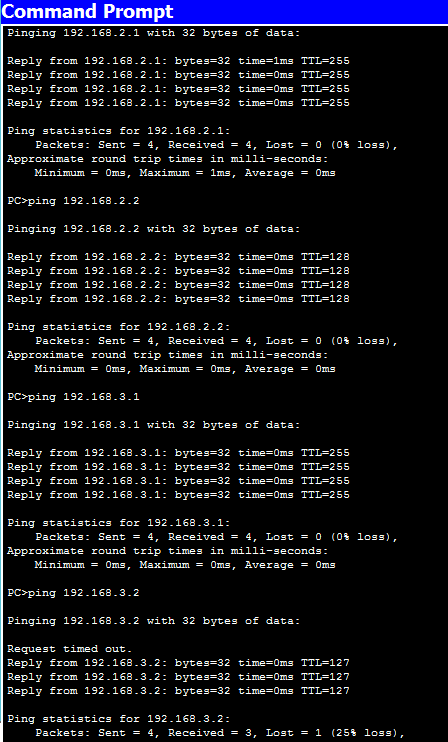 Command Prompt
Pinging 192.168.2.1 with 32 bytes of data:
Reply from 192.168.2.1: bytes=32 time=1ms TTL=255
Reply from 192.168.2.1: bytes=32 time=0ms TTL=255
Reply from 192.168.2.1: bytes=32 time=0ms TTL=255
Reply from 192.168.2.1: bytes=32 time=0ms TTL=255
Ping statistics for 192.168.2.1:
Packets: Sent = 4, Received = 4, Lost = 0 (0% loss),
Approximate round trip times in milli-seconds:
Minimum = 0ms, Maximum = 1ms, Average = 0ms
PC>ping 192.168.2.2
Pinging 192.168.2.2 with 32 bytes of data:
Reply from 192.168.2.2: bytes=32 time=0ms TTL=128
Reply from 192.168.2.2: bytes=32 time=0ms TTL=128
Reply from 192.168.2.2: bytes=32 time=0ms TTL=128
Reply from 192.168.2.2: bytes=32 time=0ms TTL=128
Ping statistics for 192.168.2.2:
Packets: Sent = 4, Received = 4, Lost = 0 (0% loss),
Approximate round trip times in milli-seconds:
Minimum = 0ms, Maximum = 0ms, Average = 0ms
PC>ping 192.168.3.1
Pinging 192.168.3.1 with 32 bytes of data:
Reply from 192.168.3.1: bytes=32 time=0ms TTL=255
Reply from 192.168.3.1: bytes=32 time=0ms TTL=255
Reply from 192.168.3.1: bytes=32 time=0ms TTL=255
Reply from 192.168.3.1: bytes=32 time=0ms TTL=255
Ping statistics for 192.168.3.1:
Packets: Sent = 4, Received = 4, Lost = 0 (0% loss),
Approximate round trip times in milli-seconds:
Minimum = 0ms, Maximum = 0ms, Average = 0ms
PC>ping 192.168.3.2
Pinging 192.168.3.2 with 32 bytes of data:
Request timed out.
Reply from 192.168.3.2: bytes=32 time=0ms TTL=127
Reply from 192.168.3.2: bytes=32 time=0ms TTL=127
Reply from 192.168.3.2: bytes=32 time=0ms TTL=127
Ping statistics for 192.168.3.2:
Packets: Sent = 4, Received = 3, Lost = 1 (25% loss),